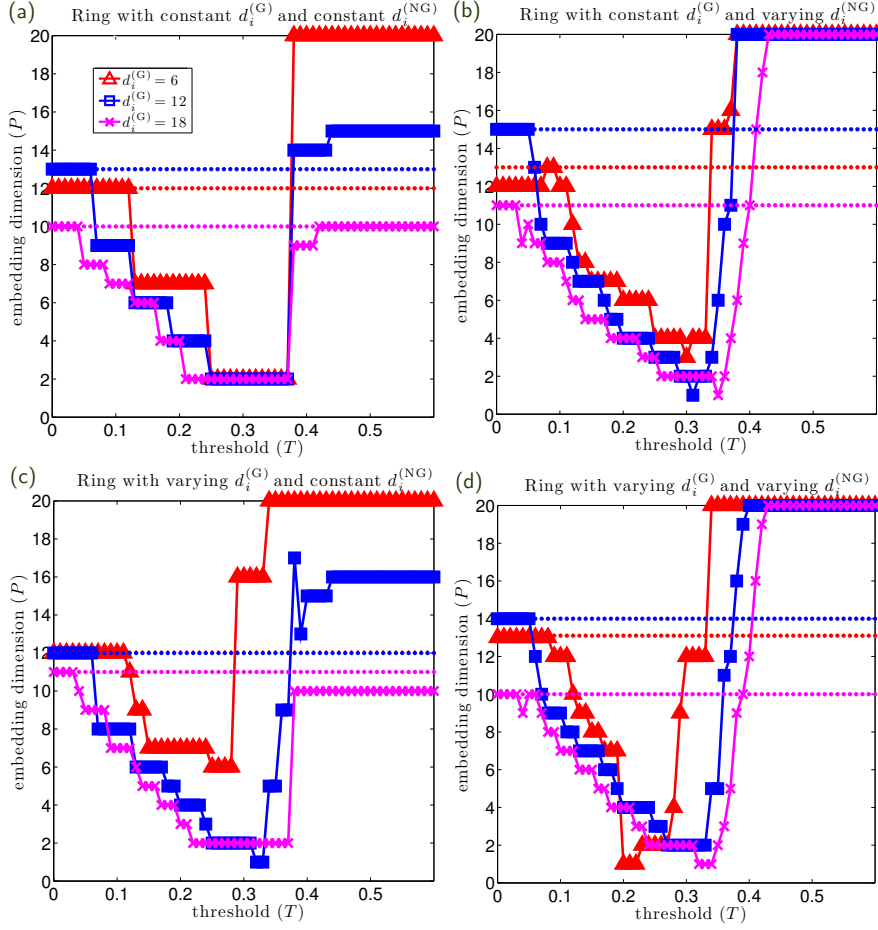 (a) Ring with constant d_i^(G) and constant d_i^(NG)
embedding dimension (P)
20
18
16
14
12
10
8
6
4
2
0
d_i^(G) = 6
d_i^(G) = 12
d_i^(G) = 18
0 0.1 0.2 0.3 0.4 0.5
threshold (T)
(b) Ring with constant d_i^(G) and varying d_i^(NG)
embedding dimension (P)
20
18
16
14
12
10
8
6
4
2
0
0 0.1 0.2 0.3 0.4 0.5
threshold (T)
(c) Ring with varying d_i^(G) and constant d_i^(NG)
embedding dimension (P)
20
18
16
14
12
10
8
6
4
2
0
0 0.1 0.2 0.3 0.4 0.5
threshold (T)
(d) Ring with varying d_i^(G) and varying d_i^(NG)
embedding dimension (P)
20
18
16
14
12
10
8
6
4
2
0
0 0.1 0.2 0.3 0.4 0.5
threshold (T)